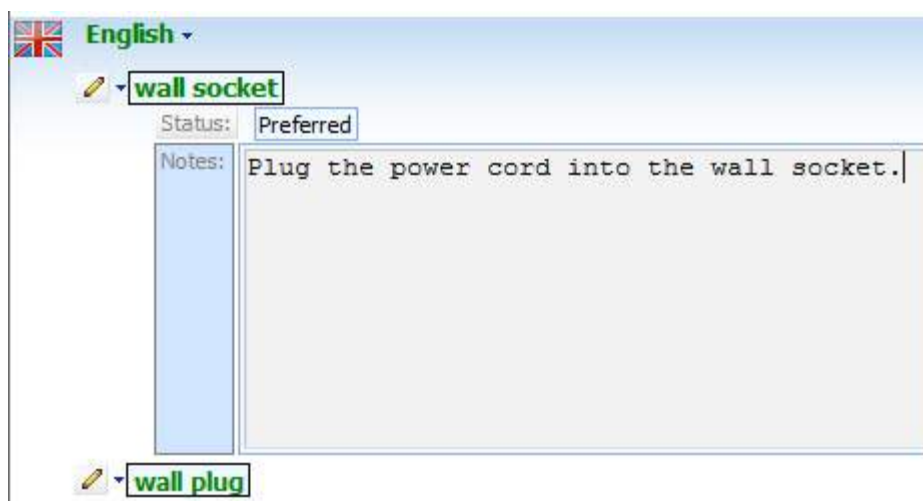 English
wall socket
Status: Preferred
Notes: Plug the power cord into the wall socket.
wall plug